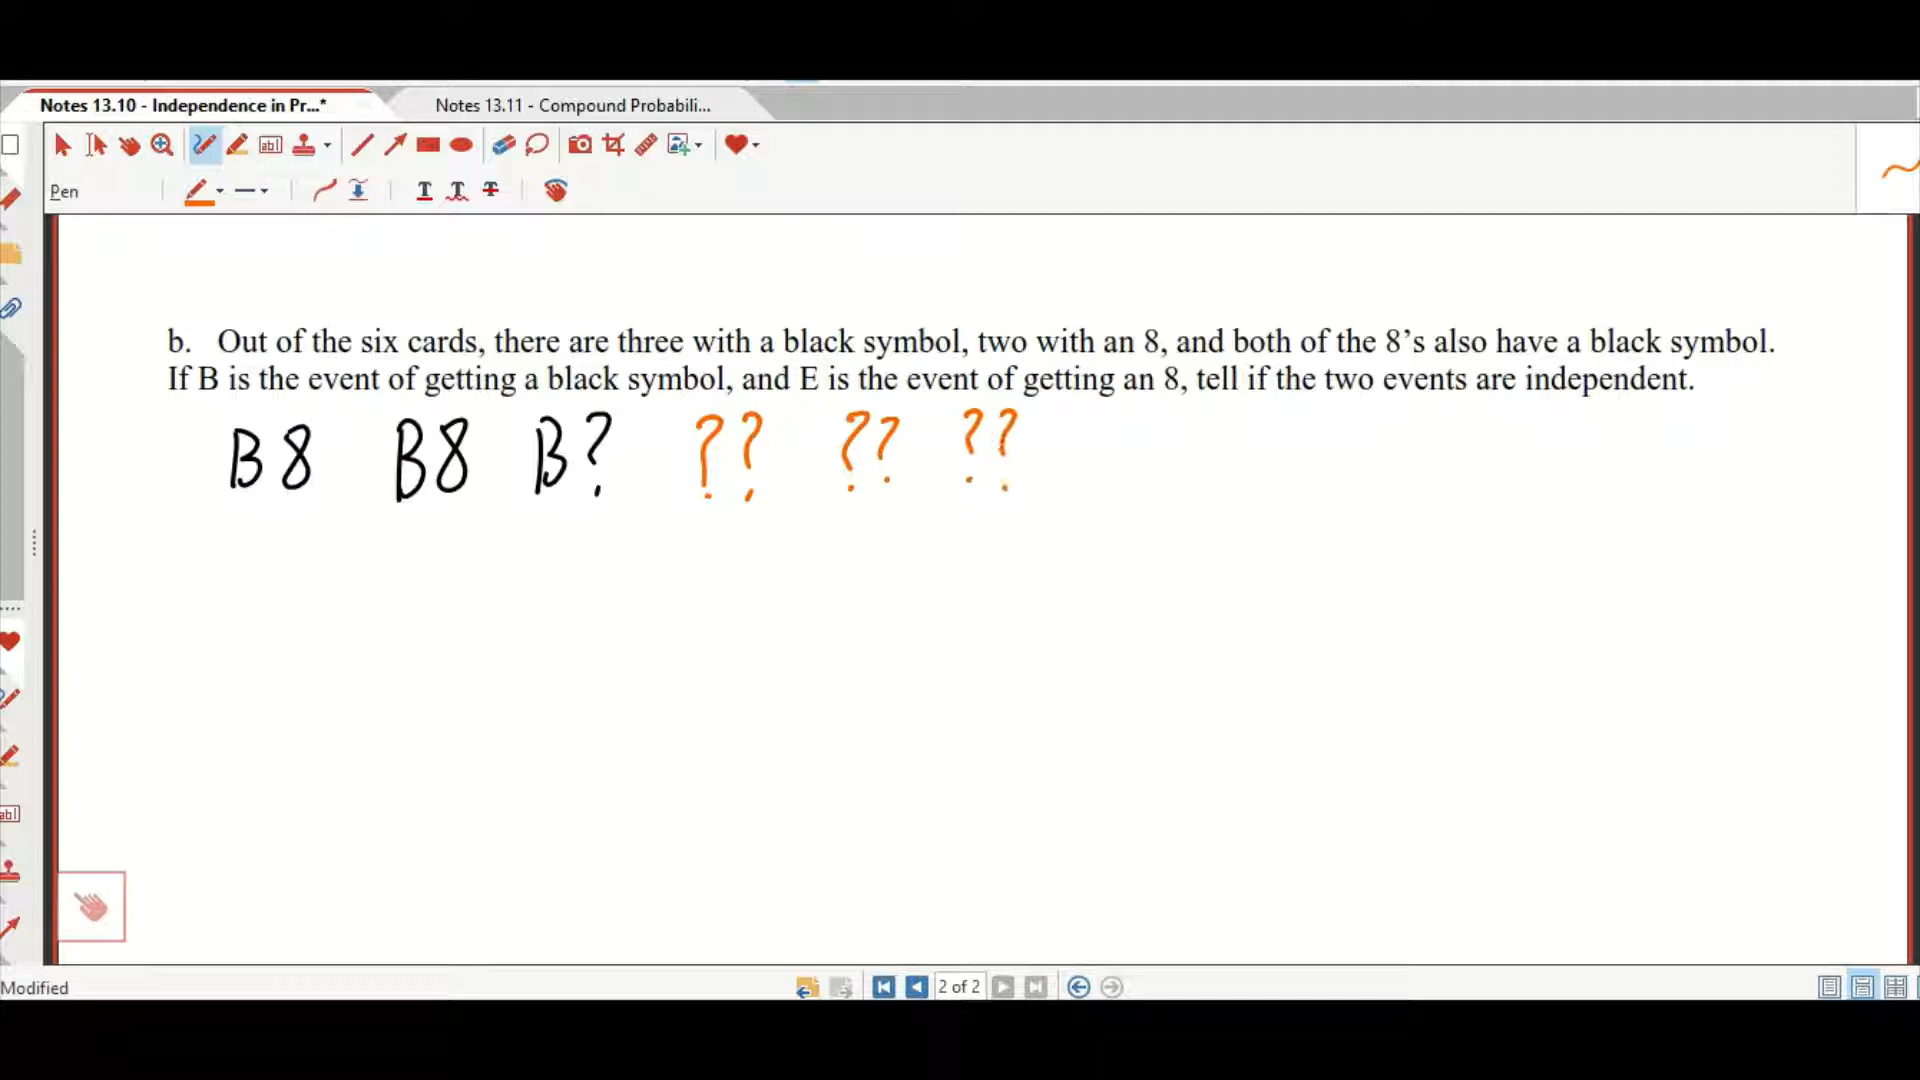 Notes 13.10 - Independence in Pr...* Notes 13.11 - Compound Probabili...
Pen
b. Out of the six cards, there are three with a black symbol, two with an 8, and both of the 8’s also have a black symbol.
If B is the event of getting a black symbol, and E is the event of getting an 8, tell if the two events are independent.
B8 B8 B? ?? ?? ??
Modified 2 of 2